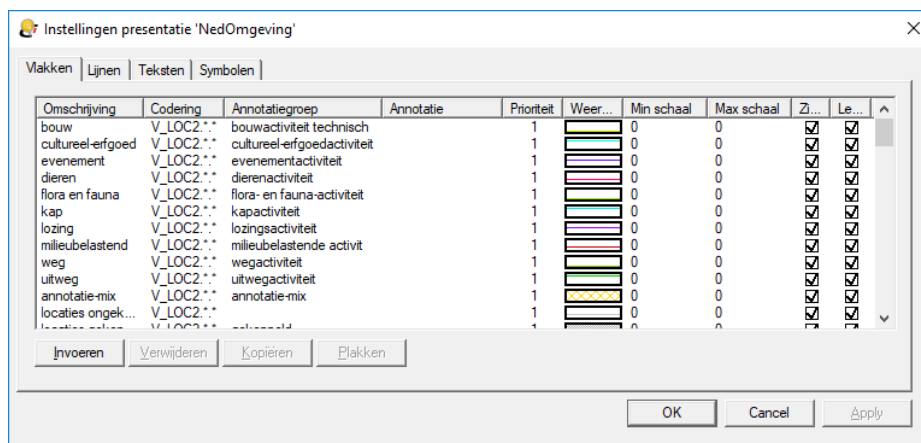 Instellingen presentatie 'NedOmgeving'
Vlakken Lijnen Teksten Symbolen
Omschrijving Codering Annotatiegroep Annotatie Prioriteit Weer... Min schaal Max schaal Zi... Le...
bouw V_LOC2.*.* bouwactiviteit technisch 1 0 0
cultureel-erfgoed V_LOC2.*.* cultureel-erfgoedactiviteit 1 0 0
evenement V_LOC2.*.* evenementactiviteit 1 0 0
dieren V_LOC2.*.* dierenactiviteit 1 0 0
flora en fauna V_LOC2.*.* flora- en fauna-activiteit 1 0 0
kap V_LOC2.*.* kapactiviteit 1 0 0
lozing V_LOC2.*.* lozingsactiviteit 1 0 0
milieubelastend V_LOC2.*.* milieubelastende activit 1 0 0
weg V_LOC2.*.* wegactiviteit 1 0 0
uitweg V_LOC2.*.* uitwegactiviteit 1 0 0
annotatie-mix V_LOC2.*.* annotatie-mix 1 0 0
locaties ongek... V_LOC2.*.* 1 0 0
V_LOC2.*.* 1 0 0
Invoeren Verwijderen Kopiëren Plakken
OK Cancel Apply